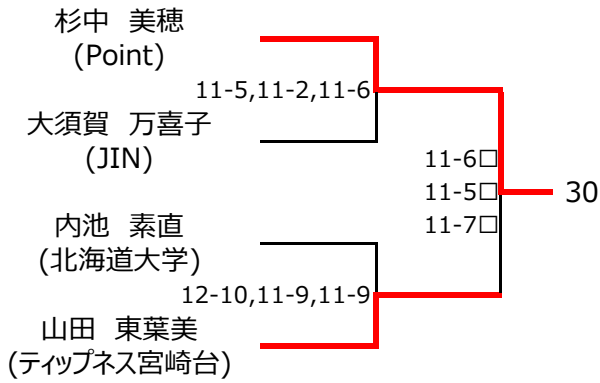 杉中　美穂
(Point)
11-5,11-2,11-6
大須賀　万喜子
(JIN)
11-6□
11-5□
11-7□
30
内池　素直
(北海道大学)
12-10,11-9,11-9
山田　東葉美
(ティップネス宮崎台)